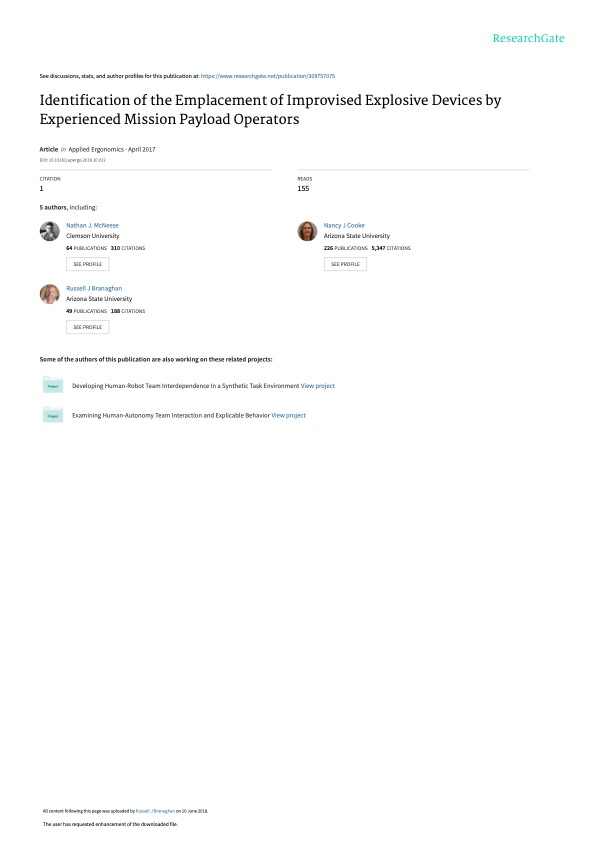 ResearchGate
See discussions, stats, and author profiles for this publication at: https://www.researchgate.net/publication/309757075
Identification of the Emplacement of Improvised Explosive Devices by
Experienced Mission Payload Operators
Article in Applied Ergonomics · April 2017
DOI: 10.1016/j.apergo.2016.10.012
CITATION
1
READS
155
5 authors, including:
Nathan J. McNeese
Clemson University
64 PUBLICATIONS 310 CITATIONS
SEE PROFILE
Nancy J Cooke
Arizona State University
226 PUBLICATIONS 5,347 CITATIONS
SEE PROFILE
Russell J Branaghan
Arizona State University
49 PUBLICATIONS 188 CITATIONS
SEE PROFILE
Some of the authors of this publication are also working on these related projects:
Project
Developing Human-Robot Team Interdependence In a Synthetic Task Environment View project
Project
Examining Human-Autonomy Team Interaction and Explicable Behavior View project
All content following this page was uploaded by Russell J Branaghan on 10 June 2018.
The user has requested enhancement of the downloaded file.